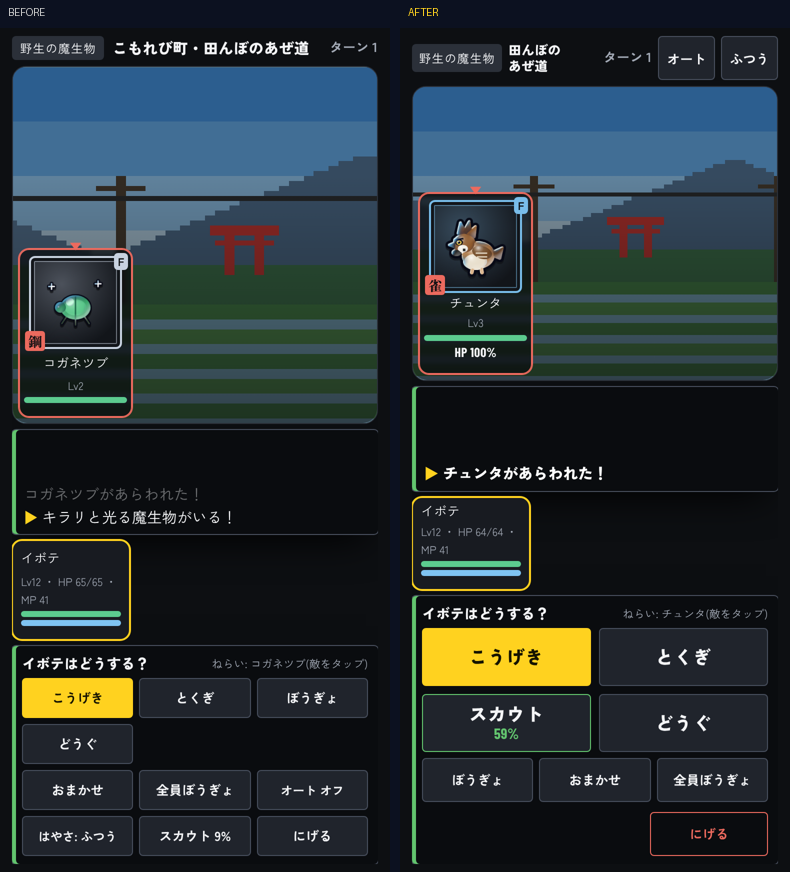 BEFORE
野生の魔生物 こもれび町・田んぼのあぜ道 ターン 1
F
鋼
コガネツブ
Lv2
コガネツブがあらわれた！
▶ キラリと光る魔生物がいる！
イボテ
Lv12 ・ HP 65/65 ・
MP 41
イボテはどうする？ ねらい: コガネツブ(敵をタップ)
こうげき とくぎ ぼうぎょ
どうぐ
おまかせ 全員ぼうぎょ オート オフ
はやさ: ふつう スカウト 9% にげる
AFTER
野生の魔生物 田んぼの
あぜ道
ターン 1 オート ふつう
F
雀
チュンタ
Lv3
HP 100%
▶ チュンタがあらわれた！
イボテ
Lv12 ・ HP 64/64 ・
MP 41
イボテはどうする？ ねらい: チュンタ(敵をタップ)
こうげき とくぎ
スカウト
59%
どうぐ
ぼうぎょ おまかせ 全員ぼうぎょ
にげる